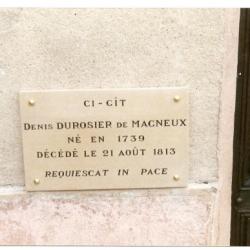 CI-GÎT
DENIS DUROSIER DE MAGNEUX
NÉ EN 1739
DÉCÉDÉ LE 21 AOÛT 1813
REQUIESCAT IN PACE